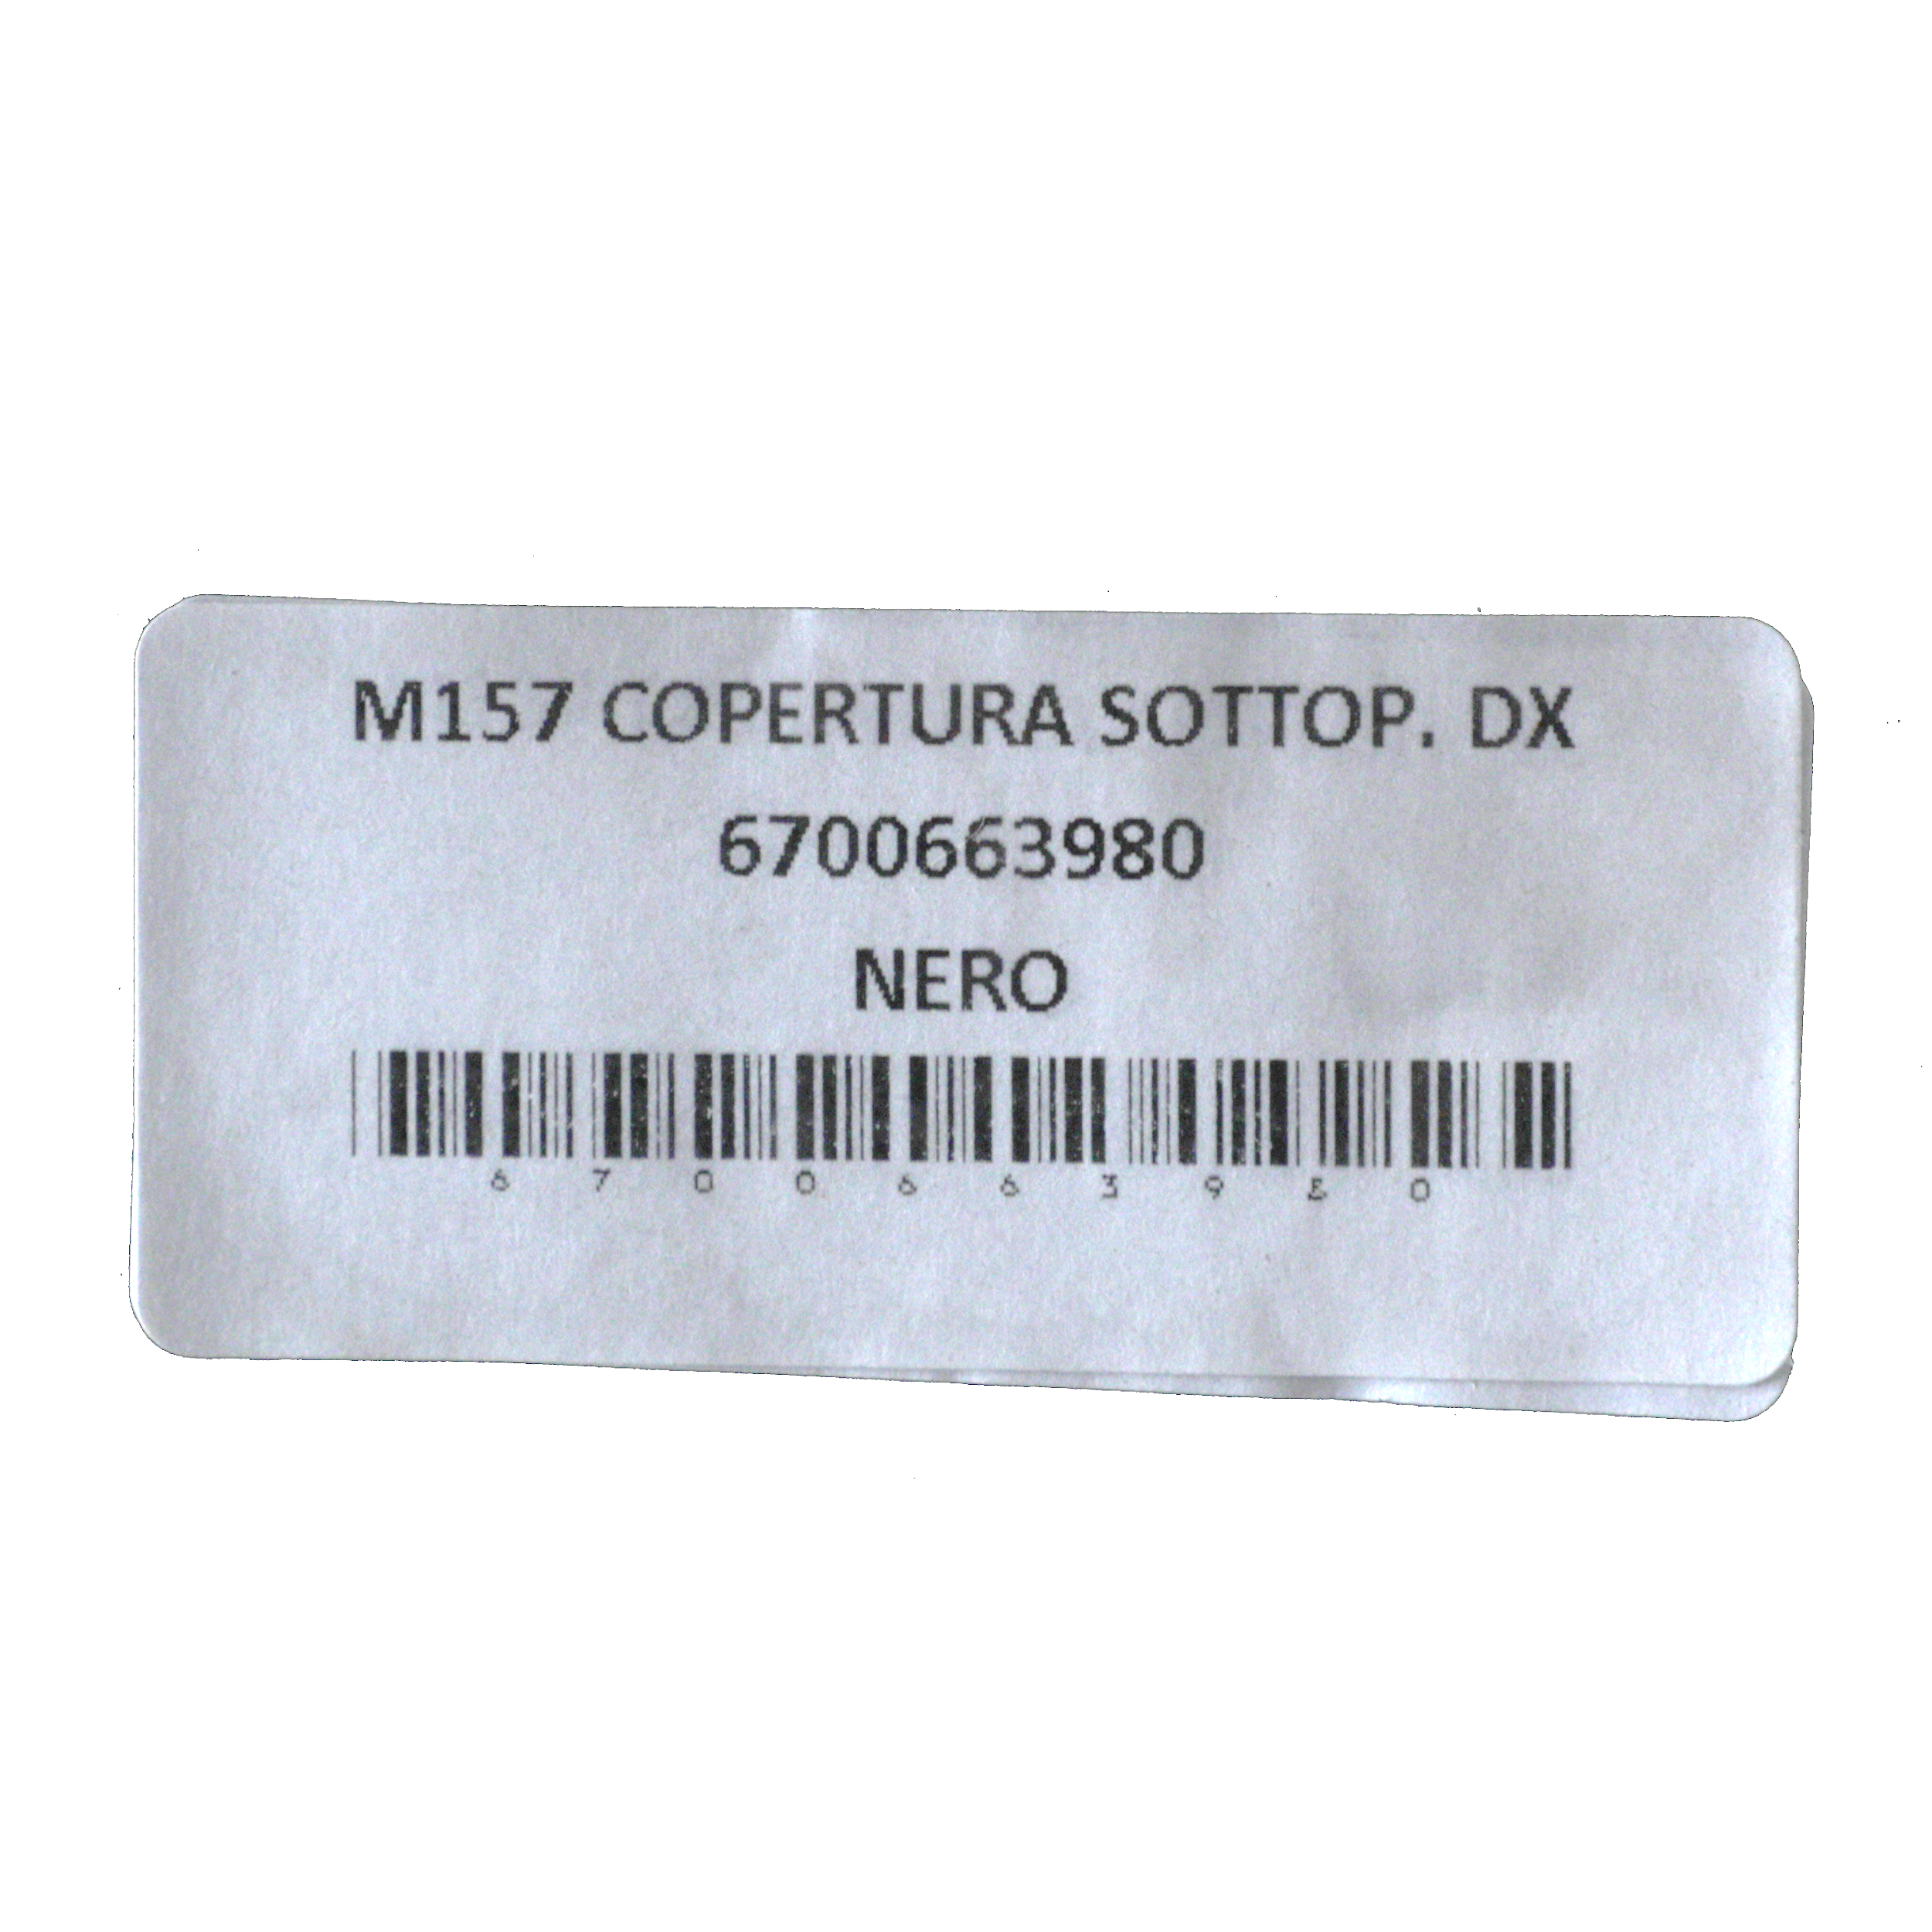 M157 COPERTURA SOTTOP. DX
6700663980
NERO
6700663980